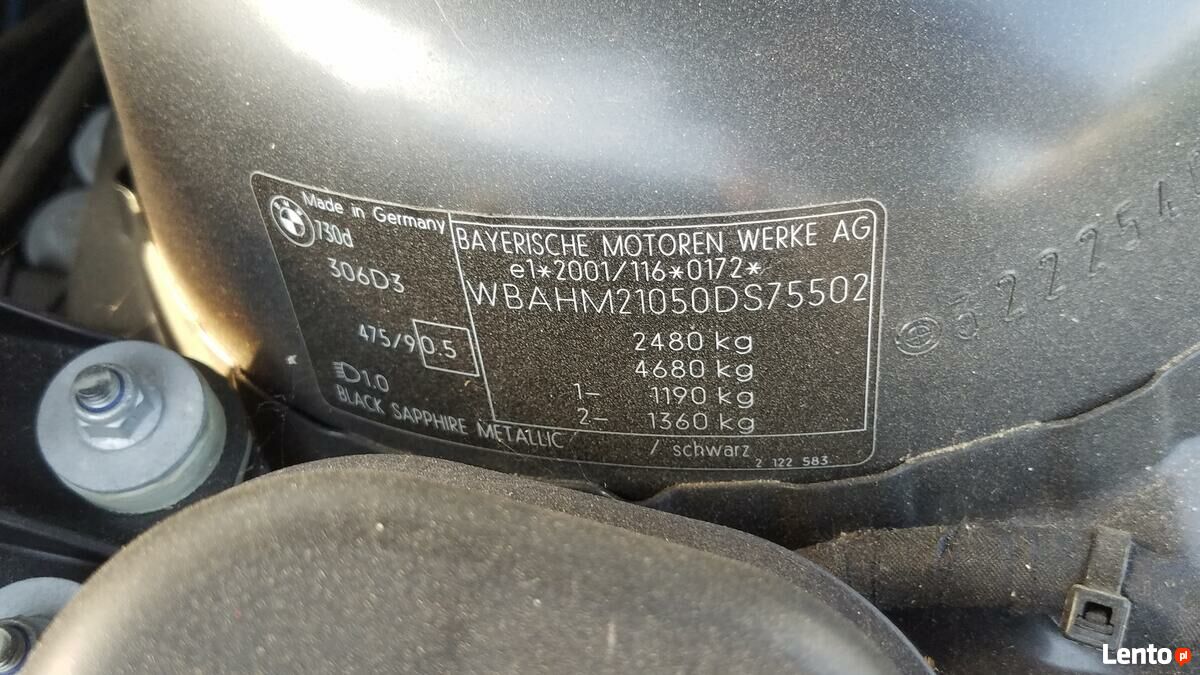 Made in Germany
730d
306D3
475/9 0.5
D1.0
BLACK SAPPHIRE METALLIC / schwarz
BAYERISCHE MOTOREN WERKE AG
e1*2001/116*0172*
WBAHM21050DS75502
2480 kg
4680 kg
1- 1190 kg
2- 1360 kg
2 122 583
Lento.pl